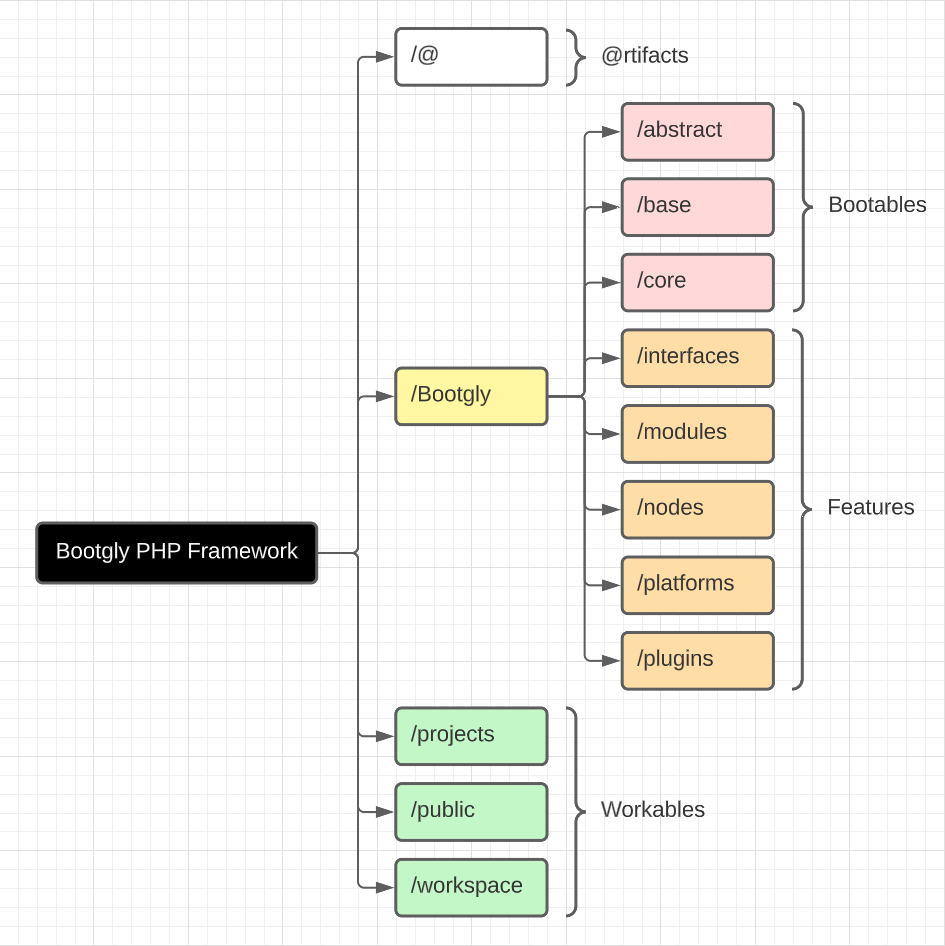 /@
@rtifacts
/abstract
/base
Bootables
/core
/interfaces
/Bootgly
/modules
/nodes
Features
Bootgly PHP Framework
/platforms
/plugins
/projects
/public
Workables
/workspace